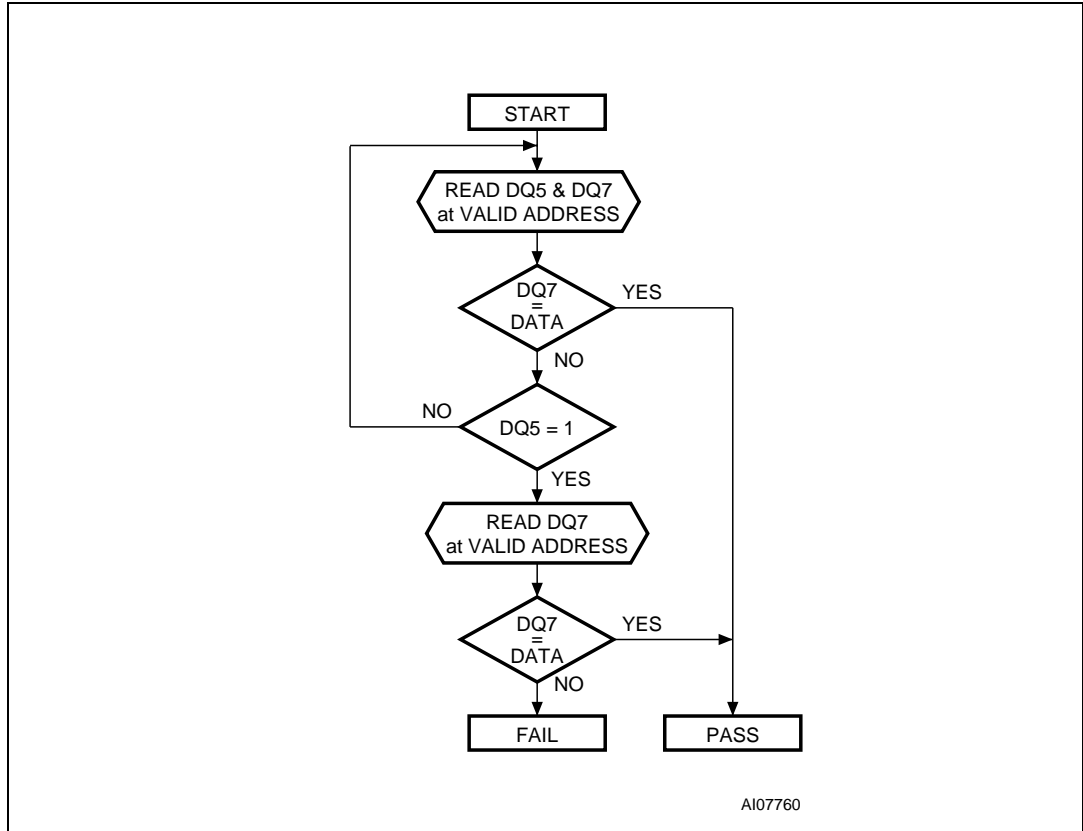 START
READ DQ5 & DQ7
at VALID ADDRESS
DQ7
=
DATA
YES
NO
DQ5 = 1
NO
YES
READ DQ7
at VALID ADDRESS
DQ7
=
DATA
YES
NO
FAIL
PASS
AI07760